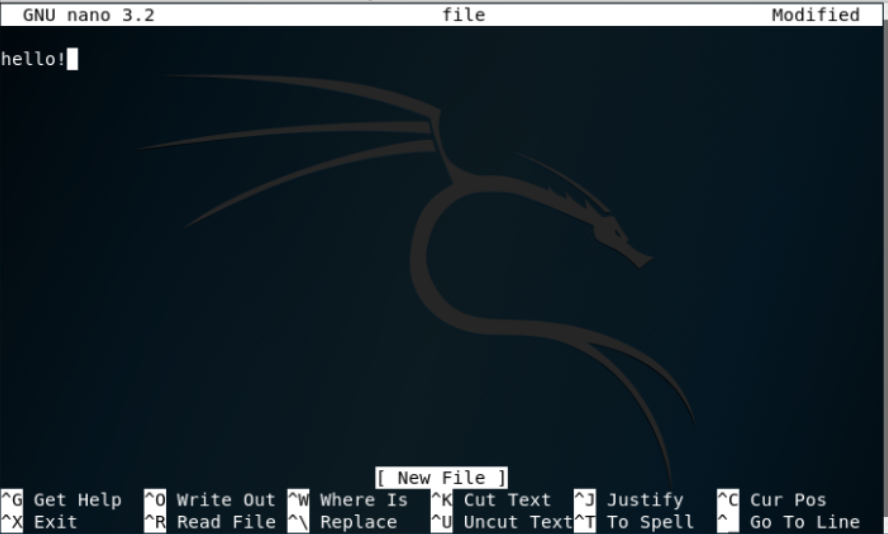 GNU nano 3.2 file Modified
hello!
[ New File ]
^G Get Help ^O Write Out ^W Where Is ^K Cut Text ^J Justify ^C Cur Pos
^X Exit ^R Read File ^\ Replace ^U Uncut Text ^T To Spell ^_ Go To Line